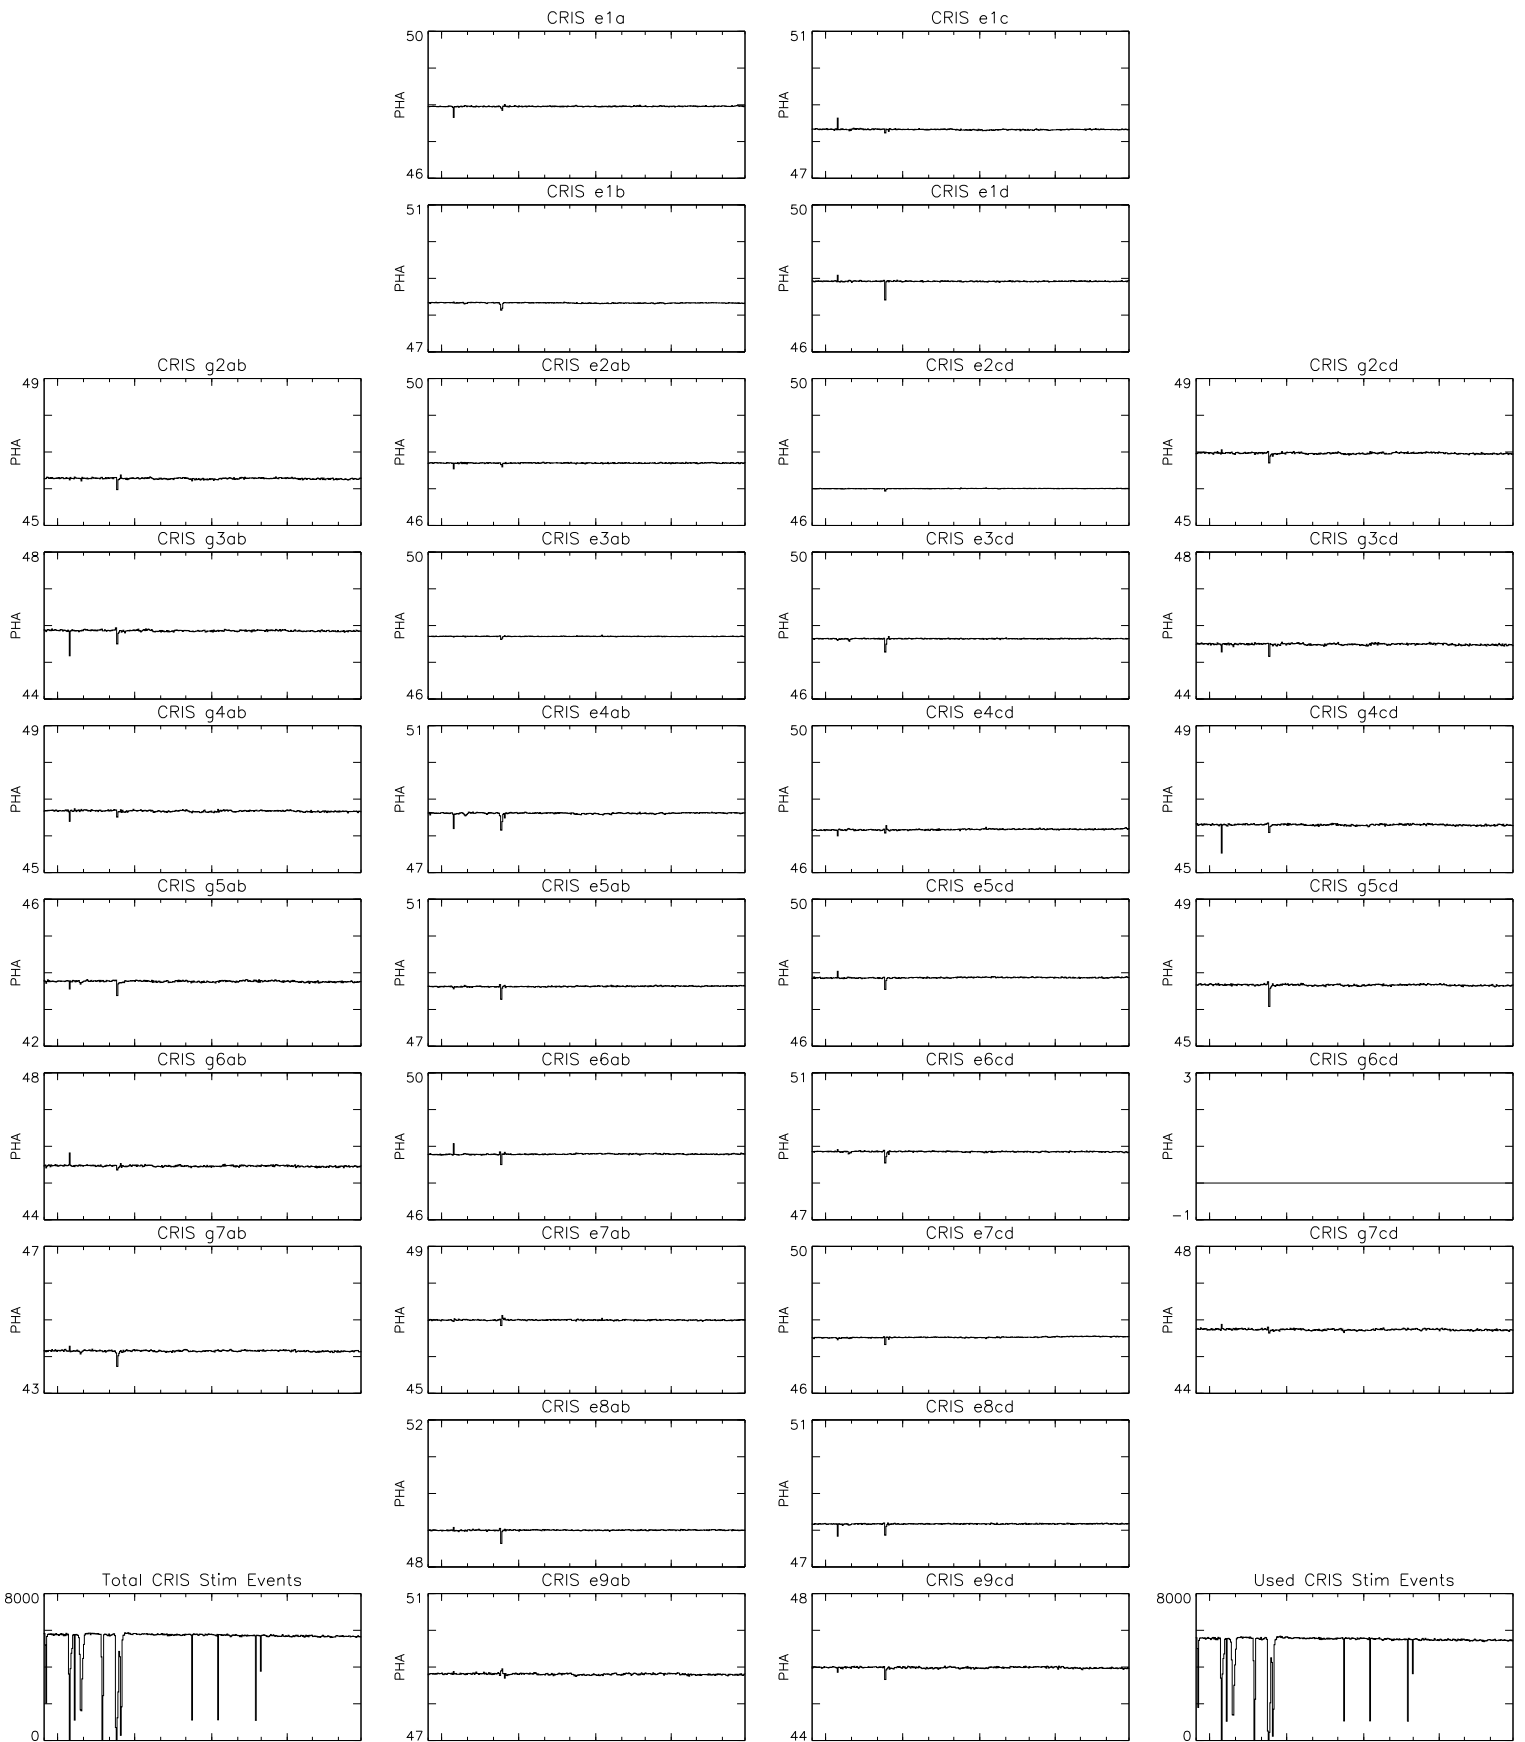 CRIS e1a
CRIS e1c
50
PHA
46
51
PHA
47
CRIS e1b
CRIS e1d
51
PHA
47
50
PHA
46
CRIS g2ab
CRIS e2ab
CRIS e2cd
CRIS g2cd
49
PHA
45
50
PHA
46
50
PHA
46
49
PHA
45
CRIS g3ab
CRIS e3ab
CRIS e3cd
CRIS g3cd
48
PHA
44
50
PHA
46
50
PHA
46
48
PHA
44
CRIS g4ab
CRIS e4ab
CRIS e4cd
CRIS g4cd
49
PHA
45
51
PHA
47
50
PHA
46
49
PHA
45
CRIS g5ab
CRIS e5ab
CRIS e5cd
CRIS g5cd
46
PHA
42
51
PHA
47
50
PHA
46
49
PHA
45
CRIS g6ab
CRIS e6ab
CRIS e6cd
CRIS g6cd
48
PHA
44
50
PHA
46
51
PHA
47
3
PHA
-1
CRIS g7ab
CRIS e7ab
CRIS e7cd
CRIS g7cd
47
PHA
43
49
PHA
45
50
PHA
46
48
PHA
44
CRIS e8ab
CRIS e8cd
52
PHA
48
51
PHA
47
Total CRIS Stim Events
CRIS e9ab
CRIS e9cd
Used CRIS Stim Events
8000
0
51
PHA
47
48
PHA
44
8000
0